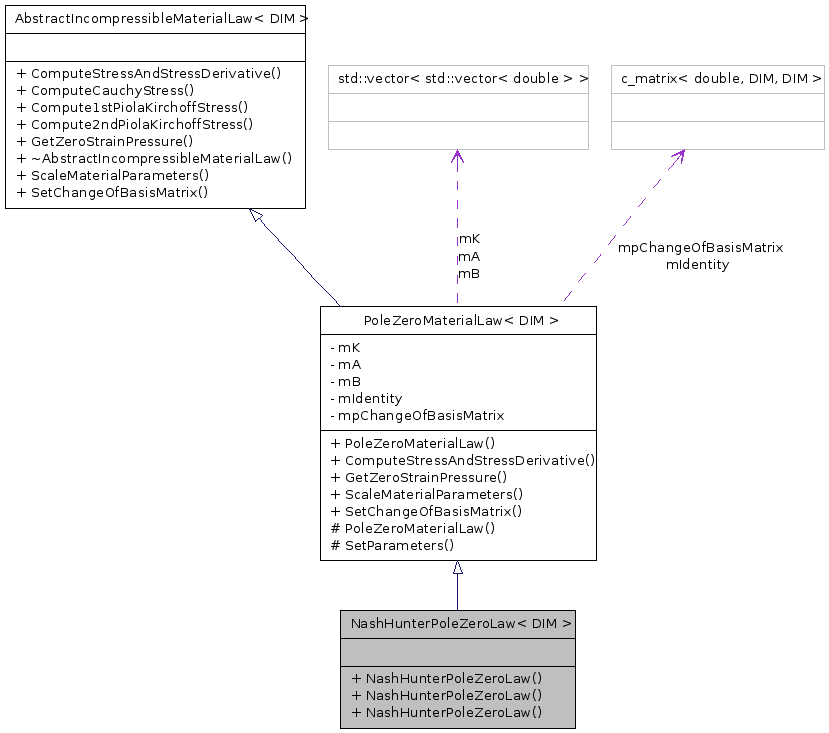 AbstractIncompressibleMaterialLaw< DIM >
+ ComputeStressAndStressDerivative()
+ ComputeCauchyStress()
+ Compute1stPiolaKirchoffStress()
+ Compute2ndPiolaKirchoffStress()
+ GetZeroStrainPressure()
+ ~AbstractIncompressibleMaterialLaw()
+ ScaleMaterialParameters()
+ SetChangeOfBasisMatrix()
std::vector< std::vector< double > >
c_matrix< double, DIM, DIM >
mK
mA
mB
mpChangeOfBasisMatrix
mIdentity
PoleZeroMaterialLaw< DIM >
- mK
- mA
- mB
- mIdentity
- mpChangeOfBasisMatrix
+ PoleZeroMaterialLaw()
+ ComputeStressAndStressDerivative()
+ GetZeroStrainPressure()
+ ScaleMaterialParameters()
+ SetChangeOfBasisMatrix()
# PoleZeroMaterialLaw()
# SetParameters()
NashHunterPoleZeroLaw< DIM >
+ NashHunterPoleZeroLaw()
+ NashHunterPoleZeroLaw()
+ NashHunterPoleZeroLaw()